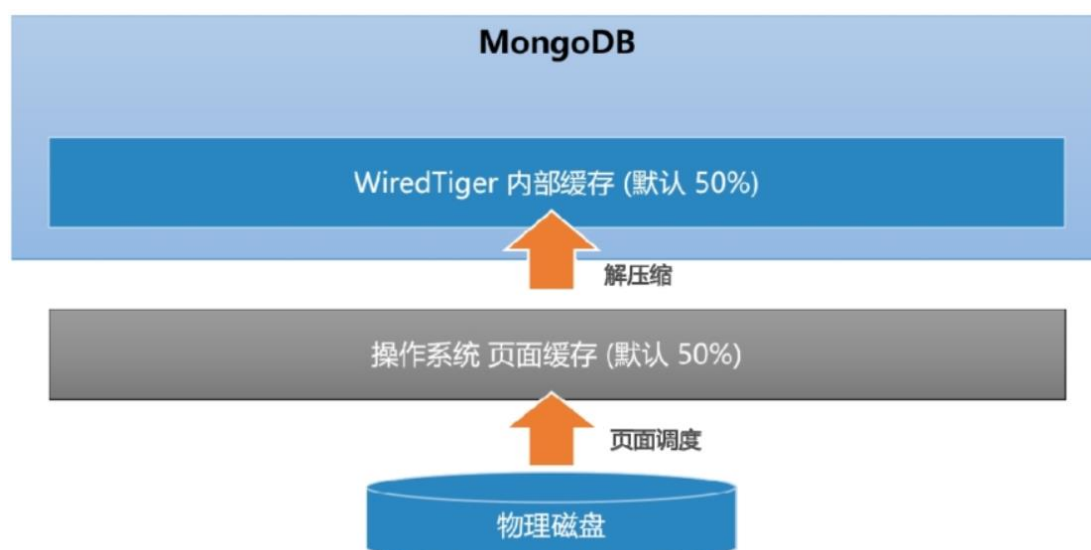 MongoDB
WiredTiger 内部缓存 (默认 50%)
解压缩
操作系统 页面缓存 (默认 50%)
页面调度
物理磁盘